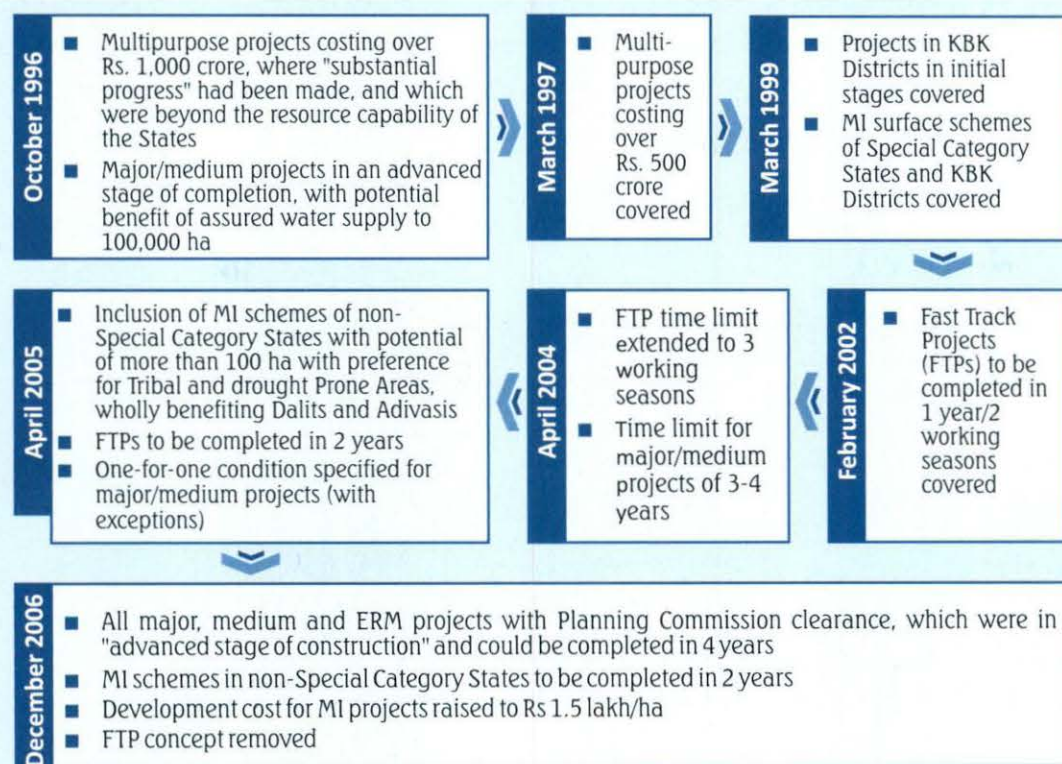 October 1996
■ Multipurpose projects costing over
Rs. 1,000 crore, where "substantial
progress" had been made, and which
were beyond the resource capability of
the States
■ Major/medium projects in an advanced
stage of completion, with potential
benefit of assured water supply to
100,000 ha
March 1997
■ Multi-
purpose
projects
costing
over
Rs. 500
crore
covered
March 1999
■ Projects in KBK
Districts in initial
stages covered
■ MI surface schemes
of Special Category
States and KBK
Districts covered
February 2002
■ Fast Track
Projects
(FTPs) to be
completed in
1 year/2
working
seasons
covered
April 2004
■ FTP time limit
extended to 3
working
seasons
■ Time limit for
major/medium
projects of 3-4
years
April 2005
■ Inclusion of MI schemes of non-
Special Category States with potential
of more than 100 ha with preference
for Tribal and drought Prone Areas,
wholly benefiting Dalits and Adivasis
■ FTPs to be completed in 2 years
■ One-for-one condition specified for
major/medium projects (with
exceptions)
December 2006
■ All major, medium and ERM projects with Planning Commission clearance, which were in
"advanced stage of construction" and could be completed in 4 years
■ MI schemes in non-Special Category States to be completed in 2 years
■ Development cost for MI projects raised to Rs 1.5 lakh/ha
■ FTP concept removed